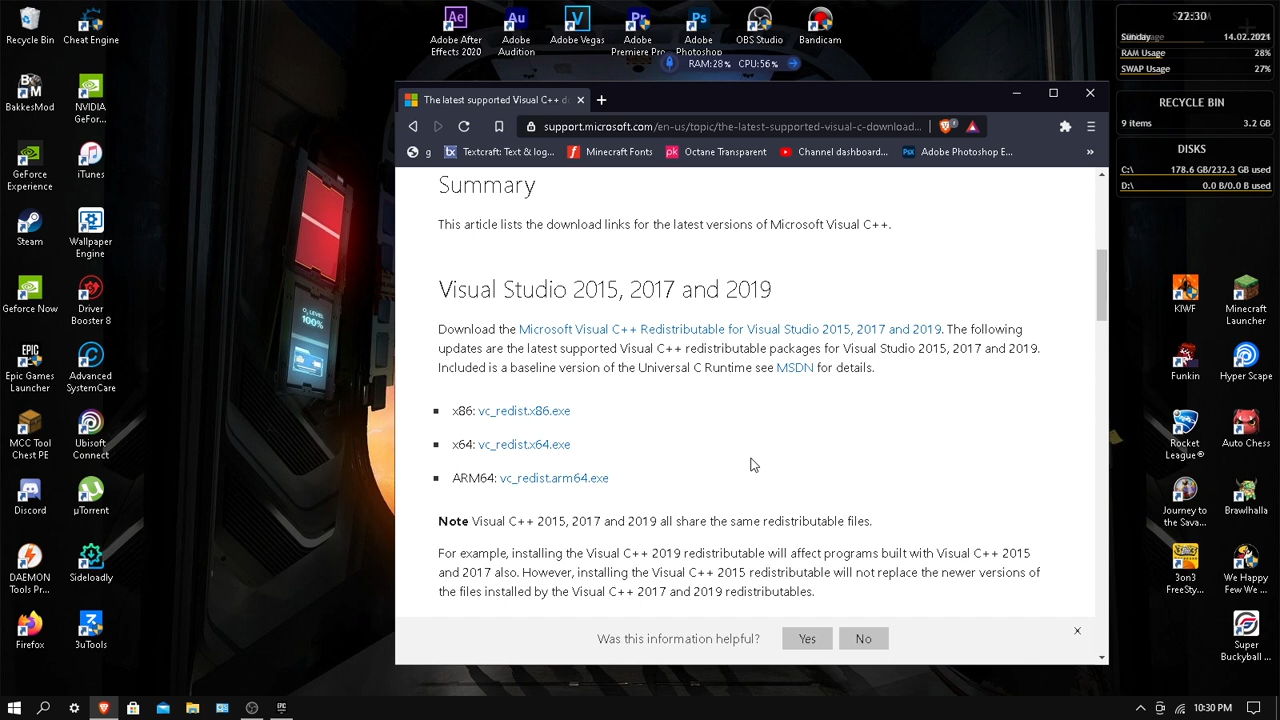 Recycle Bin
Cheat Engine
BakkesMod
NVIDIA GeFor...
GeForce Experience
iTunes
Steam
Wallpaper Engine
Geforce Now
Driver Booster 8
Epic Games Launcher
Advanced SystemCare
MCC Tool Chest PE
Ubisoft Connect
Discord
µTorrent
DAEMON Tools Pr...
Sideloadly
Firefox
3uTools
Adobe After Effects 2020
Adobe Audition
Adobe Vegas
Adobe Premiere Pro
Adobe Photoshop
OBS Studio
Bandicam
RAM:28% CPU:56%
22:30
Sunday 14.02.2021
RAM Usage 28%
SWAP Usage 27%
RECYCLE BIN
9 items 3.2 GB
DISKS
C:\ 178.6 GB/232.3 GB used
D:\ 0.0 B/0.0 B used
O₂ LEVEL
100%
The latest supported Visual C++ d
support.microsoft.com/en-us/topic/the-latest-supported-visual-c-download...
g
Textcraft: Text & log...
Minecraft Fonts
Octane Transparent
Channel dashboard...
Adobe Photoshop E...
»
Summary
This article lists the download links for the latest versions of Microsoft Visual C++.
Visual Studio 2015, 2017 and 2019
Download the Microsoft Visual C++ Redistributable for Visual Studio 2015, 2017 and 2019. The following
updates are the latest supported Visual C++ redistributable packages for Visual Studio 2015, 2017 and 2019.
Included is a baseline version of the Universal C Runtime see MSDN for details.
x86: vc_redist.x86.exe
x64: vc_redist.x64.exe
ARM64: vc_redist.arm64.exe
Note Visual C++ 2015, 2017 and 2019 all share the same redistributable files.
For example, installing the Visual C++ 2019 redistributable will affect programs built with Visual C++ 2015
and 2017 also. However, installing the Visual C++ 2015 redistributable will not replace the newer versions of
the files installed by the Visual C++ 2017 and 2019 redistributables.
Was this information helpful? Yes No
KIWF
Minecraft Launcher
Funkin
Hyper Scape
Rocket League®
Auto Chess
Journey to the Sava...
Brawlhalla
3on3 FreeSty...
We Happy Few We ...
Super Buckyball ...
10:30 PM